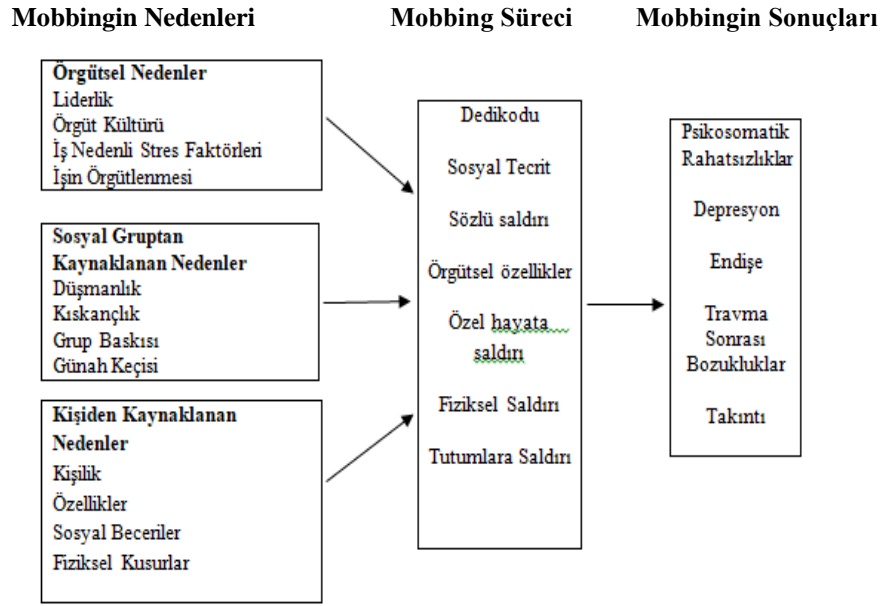 Mobbingin Nedenleri Mobbing Süreci Mobbingin Sonuçları
Örgütsel Nedenler
Liderlik
Örgüt Kültürü
İş Nedenli Stres Faktörleri
İşin Örgütlenmesi
Sosyal Gruptan
Kaynaklanan Nedenler
Düşmanlık
Kıskançlık
Grup Baskısı
Günah Keçisi
Kişiden Kaynaklanan
Nedenler
Kişilik
Özellikler
Sosyal Beceriler
Fiziksel Kusurlar
Dedikodu
Sosyal Tecrit
Sözlü saldırı
Örgütsel özellikler
Özel hayata
saldırı
Fiziksel Saldırı
Tutumlara Saldırı
Psikosomatik
Rahatsızlıklar
Depresyon
Endişe
Travma
Sonrası
Bozukluklar
Takıntı